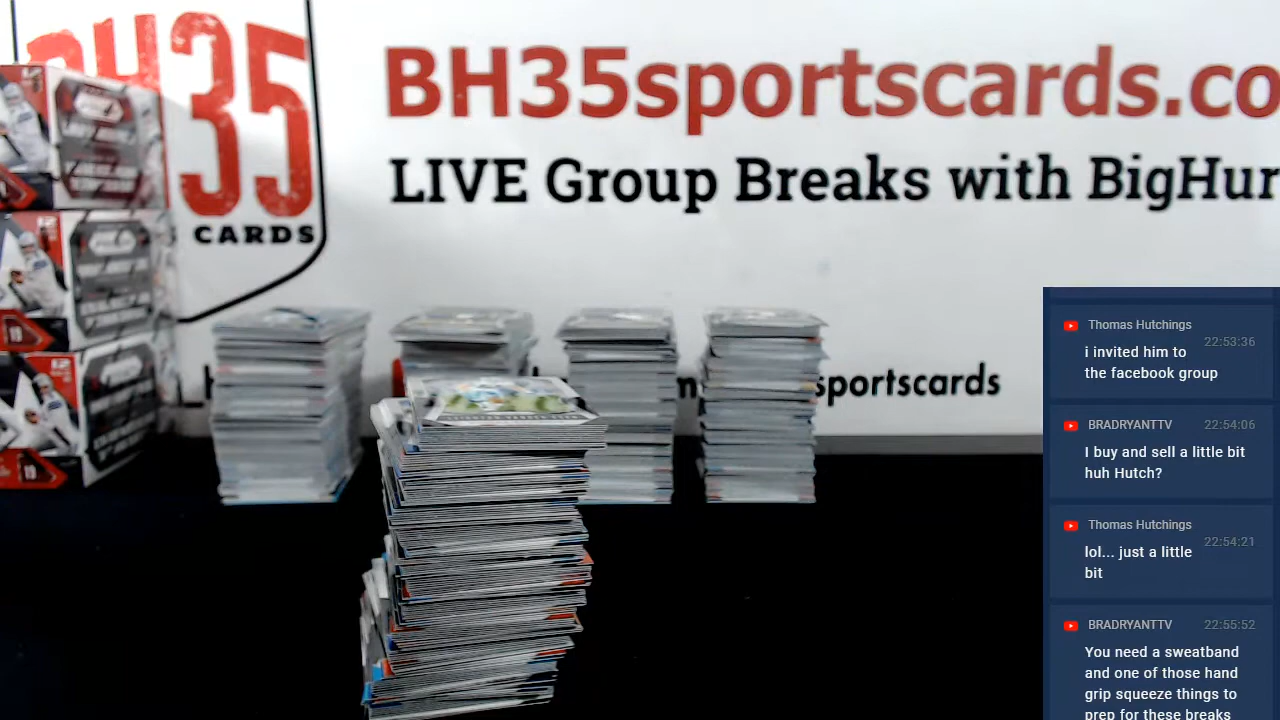 BH35
CARDS
BH35sportscards.co
LIVE Group Breaks with BigHur
sportscards
Thomas Hutchings
22:53:36
i invited him to
the facebook group
BRADRYANTTV 22:54:06
I buy and sell a little bit
huh Hutch?
Thomas Hutchings
22:54:21
lol... just a little
bit
BRADRYANTTV 22:55:52
You need a sweatband
and one of those hand
grip squeeze things to
prep for these breaks